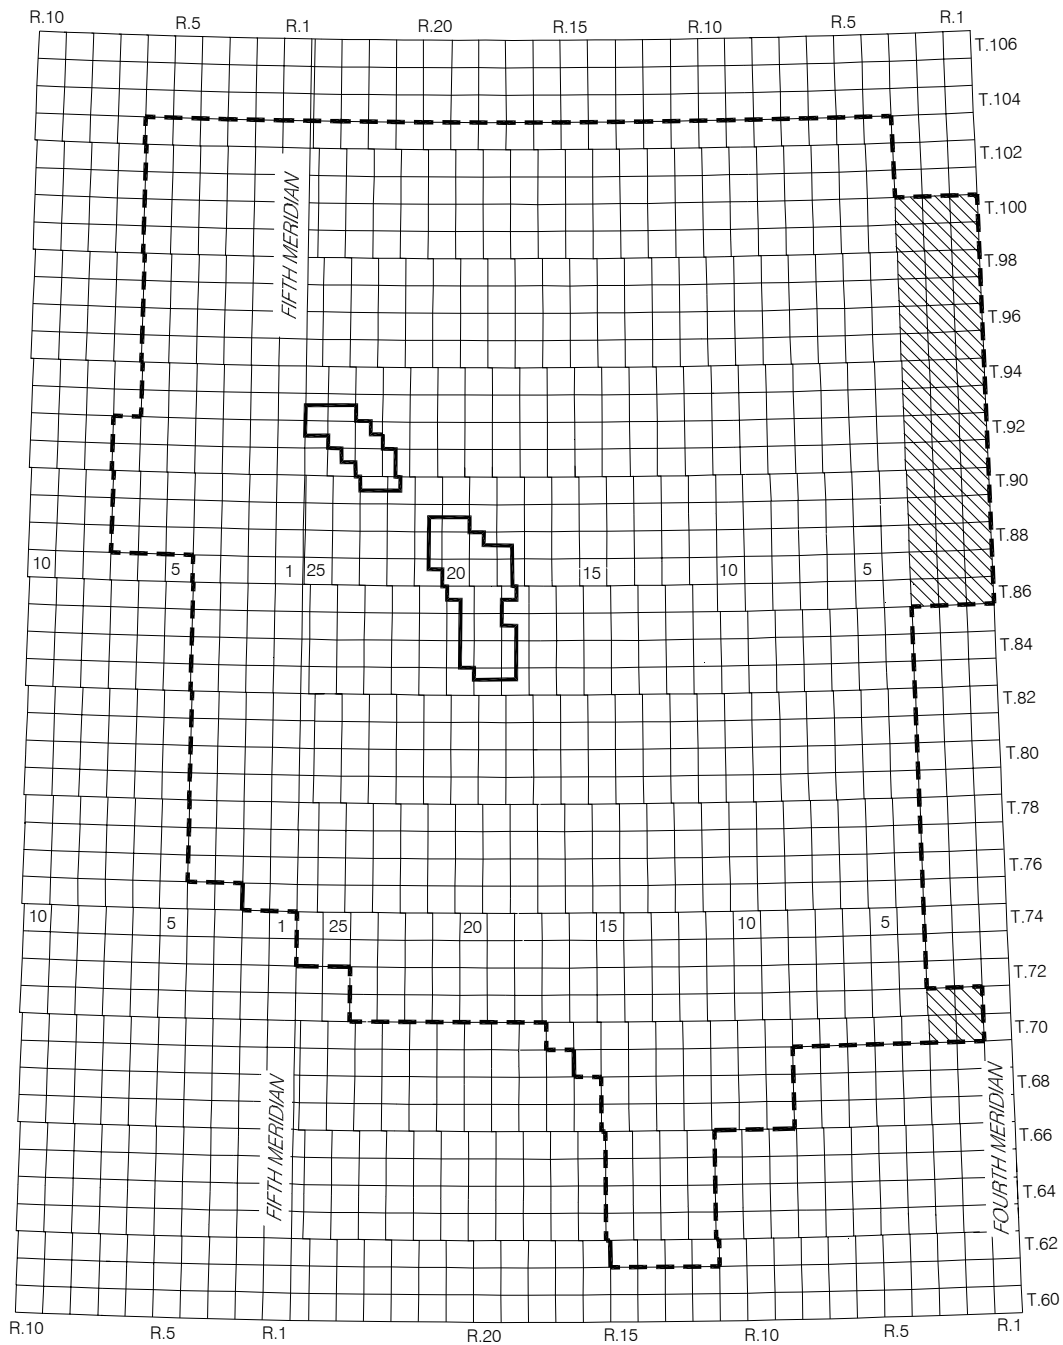 R.10 R.5 R.1 R.20 R.15 R.10 R.5 R.1
T.106
T.104
T.102
T.100
T.98
T.96
T.94
T.92
T.90
T.88
T.86
T.84
T.82
T.80
T.78
T.76
T.74
T.72
T.70
T.68
T.66
T.64
T.62
T.60
FIFTH MERIDIAN
10 5 1 25 20 15 10 5
10 5 1 25 20 15 10 5
FIFTH MERIDIAN
FOURTH MERIDIAN
R.10 R.5 R.1 R.20 R.15 R.10 R.5 R.1